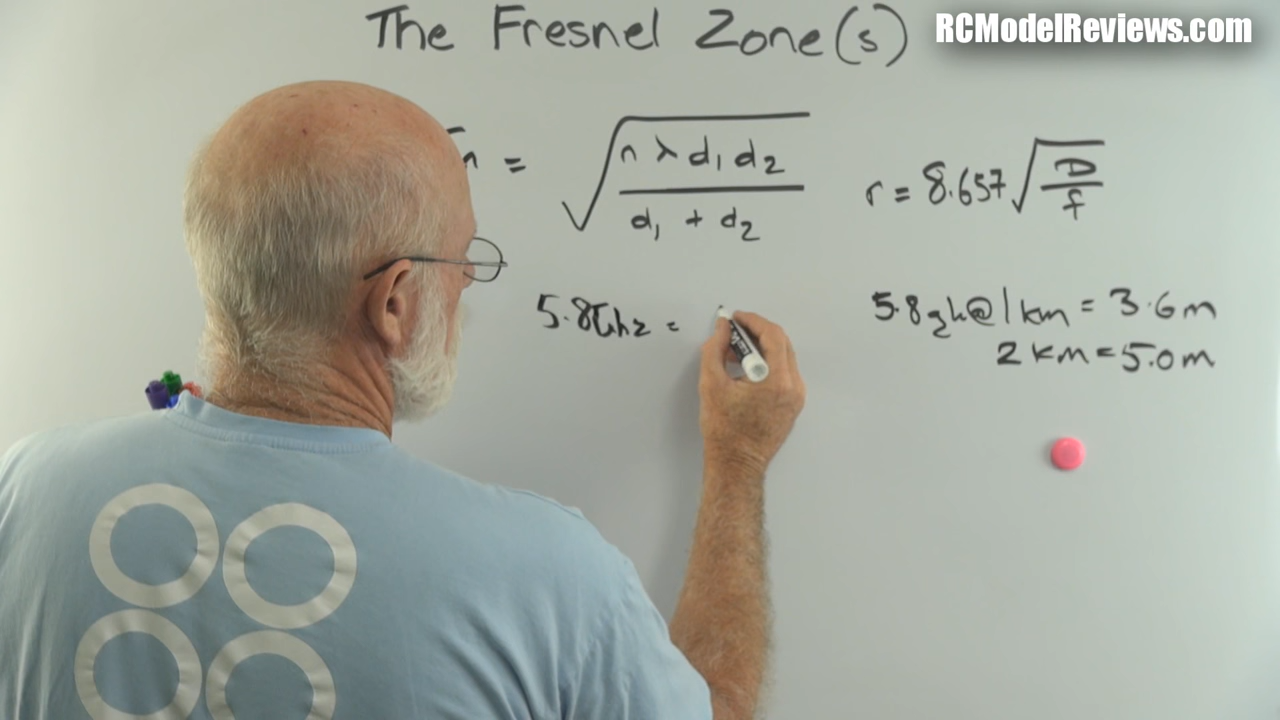 The Fresnel Zone(s)
RCModelReviews.com
n = √ n λ d₁ d₂
d₁ + d₂
r = 8.657 √ D
f
5.8Ghz =
5.8gh@1km = 3.6m
2km = 5.0m